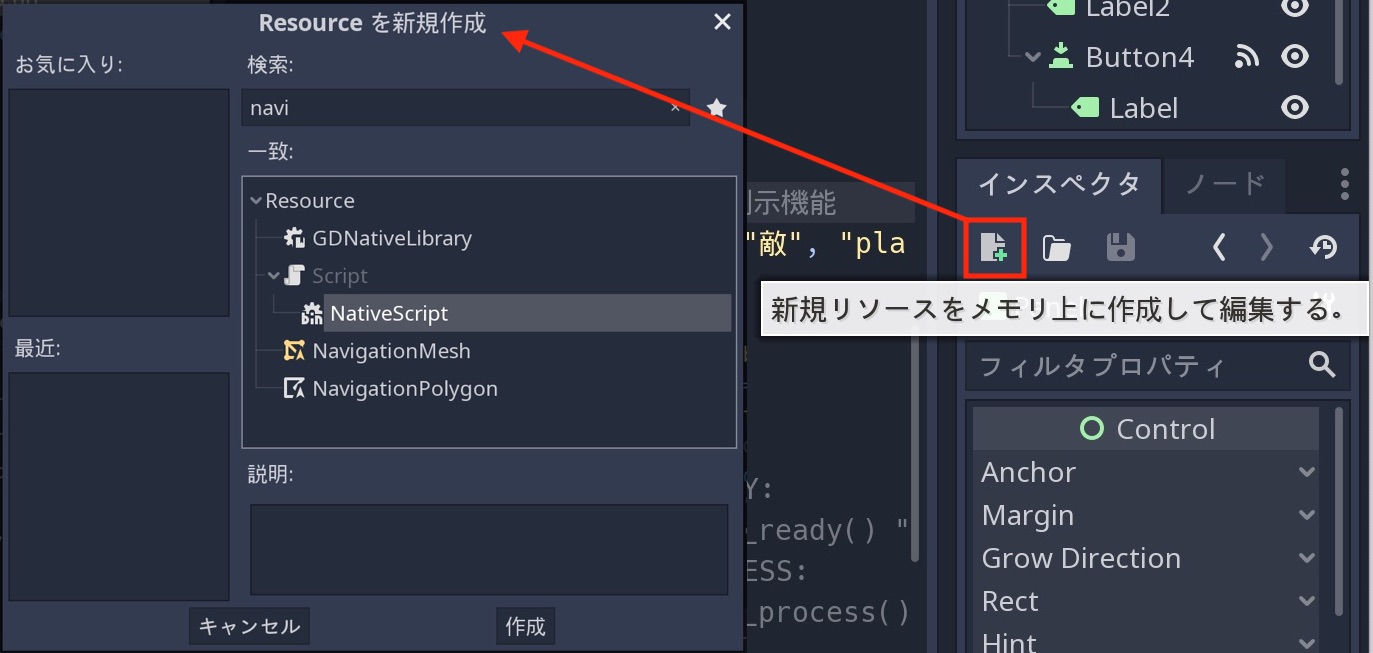 Resource を新規作成
お気に入り:
検索:
navi
一致:
Resource
GDNativeLibrary
Script
NativeScript
NavigationMesh
NavigationPolygon
最近:
説明:
キャンセル
作成
示機能
"敵", "pla
Y:
_ready() "
ESS:
_process()
Label2
Button4
Label
インスペクタ
ノード
新規リソースをメモリ上に作成して編集する。
フィルタプロパティ
Control
Anchor
Margin
Grow Direction
Rect
Hint